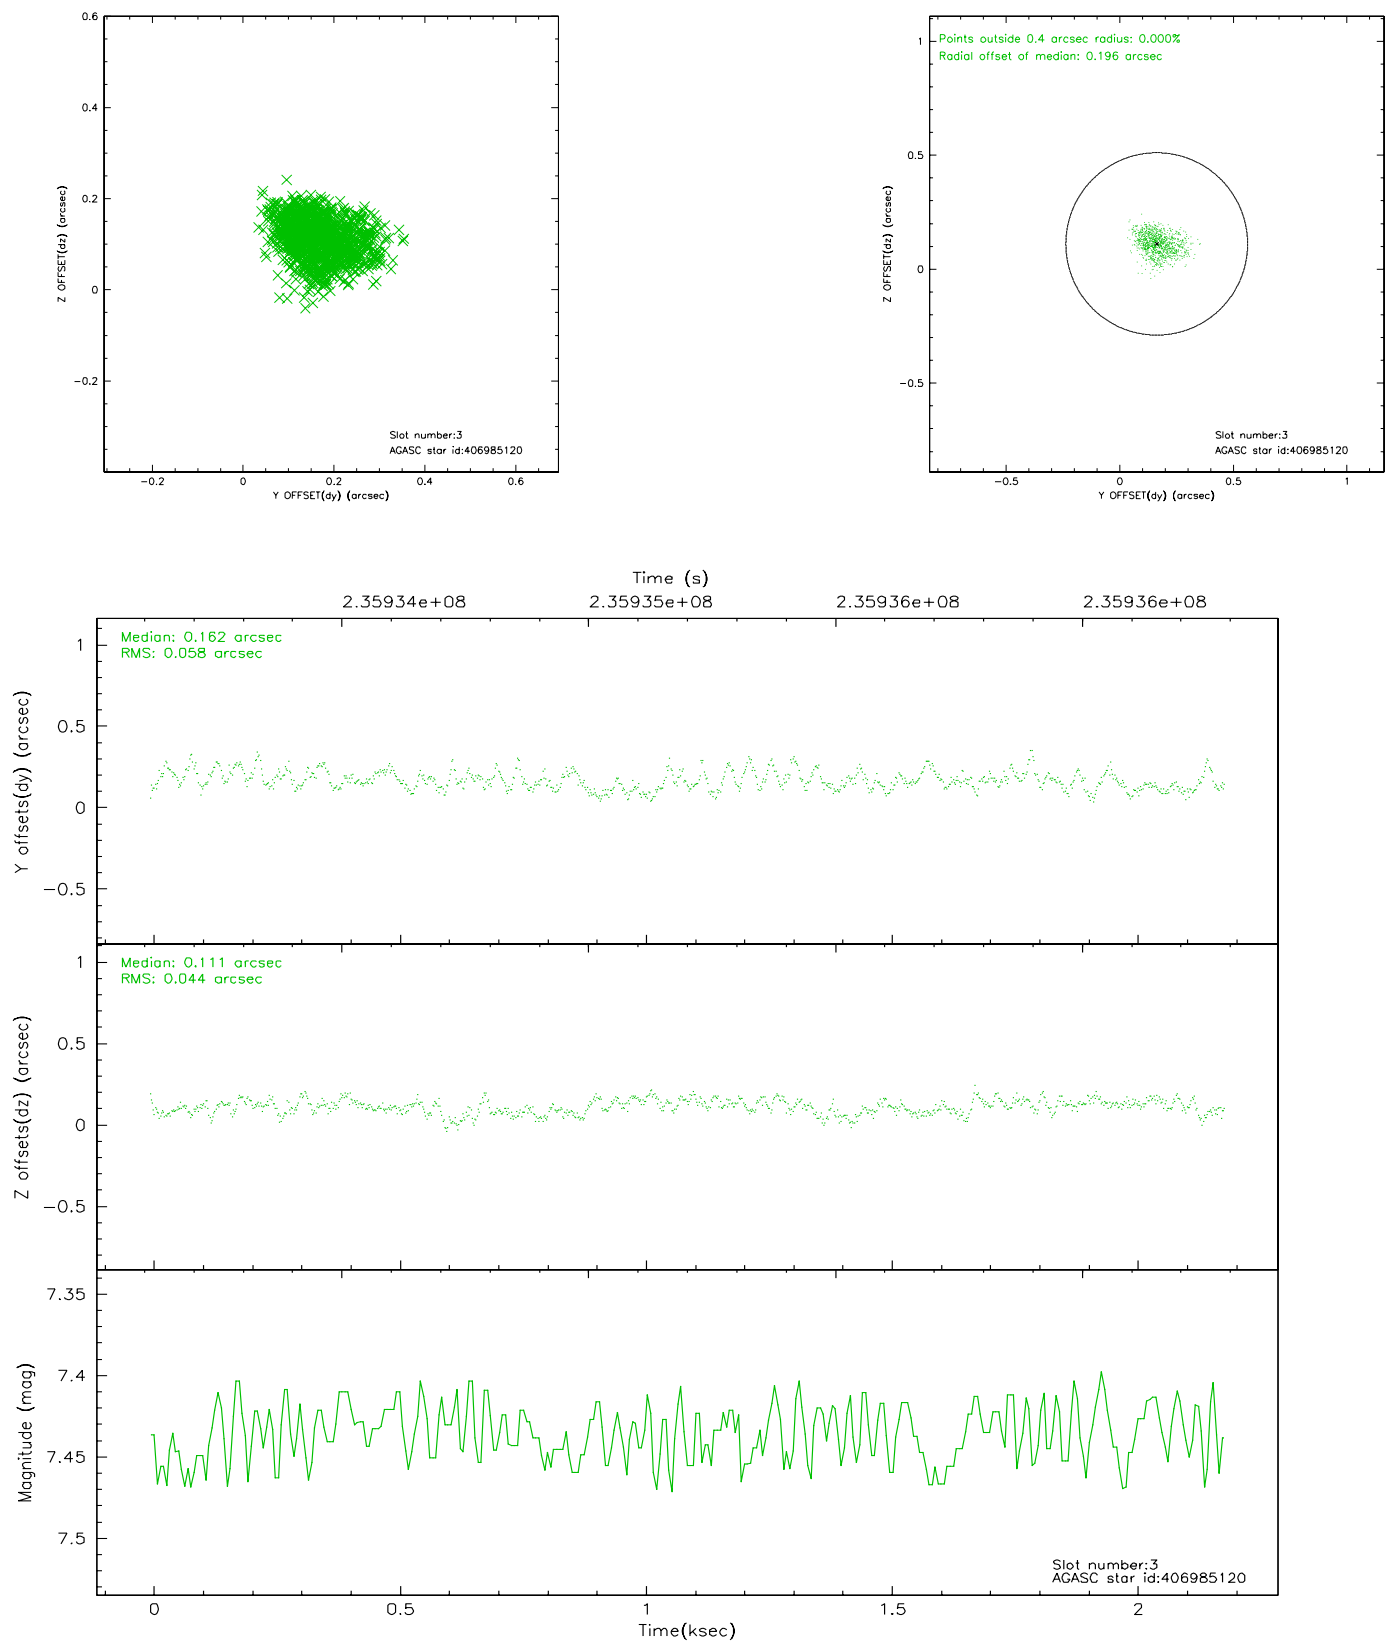 0.6
0.4
0.2
0
−0.2
Z OFFSET(dz) (arcsec)
−0.2 0 0.2 0.4 0.6
Y OFFSET(dy) (arcsec)
Slot number:3
AGASC star id:406985120
Points outside 0.4 arcsec radius: 0.000%
Radial offset of median: 0.196 arcsec
1
0.5
0
−0.5
Z OFFSET(dz) (arcsec)
−0.5 0 0.5 1
Y OFFSET(dy) (arcsec)
Slot number:3
AGASC star id:406985120
Time (s)
2.35934e+08 2.35935e+08 2.35936e+08 2.35936e+08
Median: 0.162 arcsec
RMS: 0.058 arcsec
1
0.5
0
−0.5
Y offsets(dy) (arcsec)
Median: 0.111 arcsec
RMS: 0.044 arcsec
1
0.5
0
−0.5
Z offsets(dz) (arcsec)
7.35
7.4
7.45
7.5
Magnitude (mag)
Slot number:3
AGASC star id:406985120
0 0.5 1 1.5 2
Time(ksec)